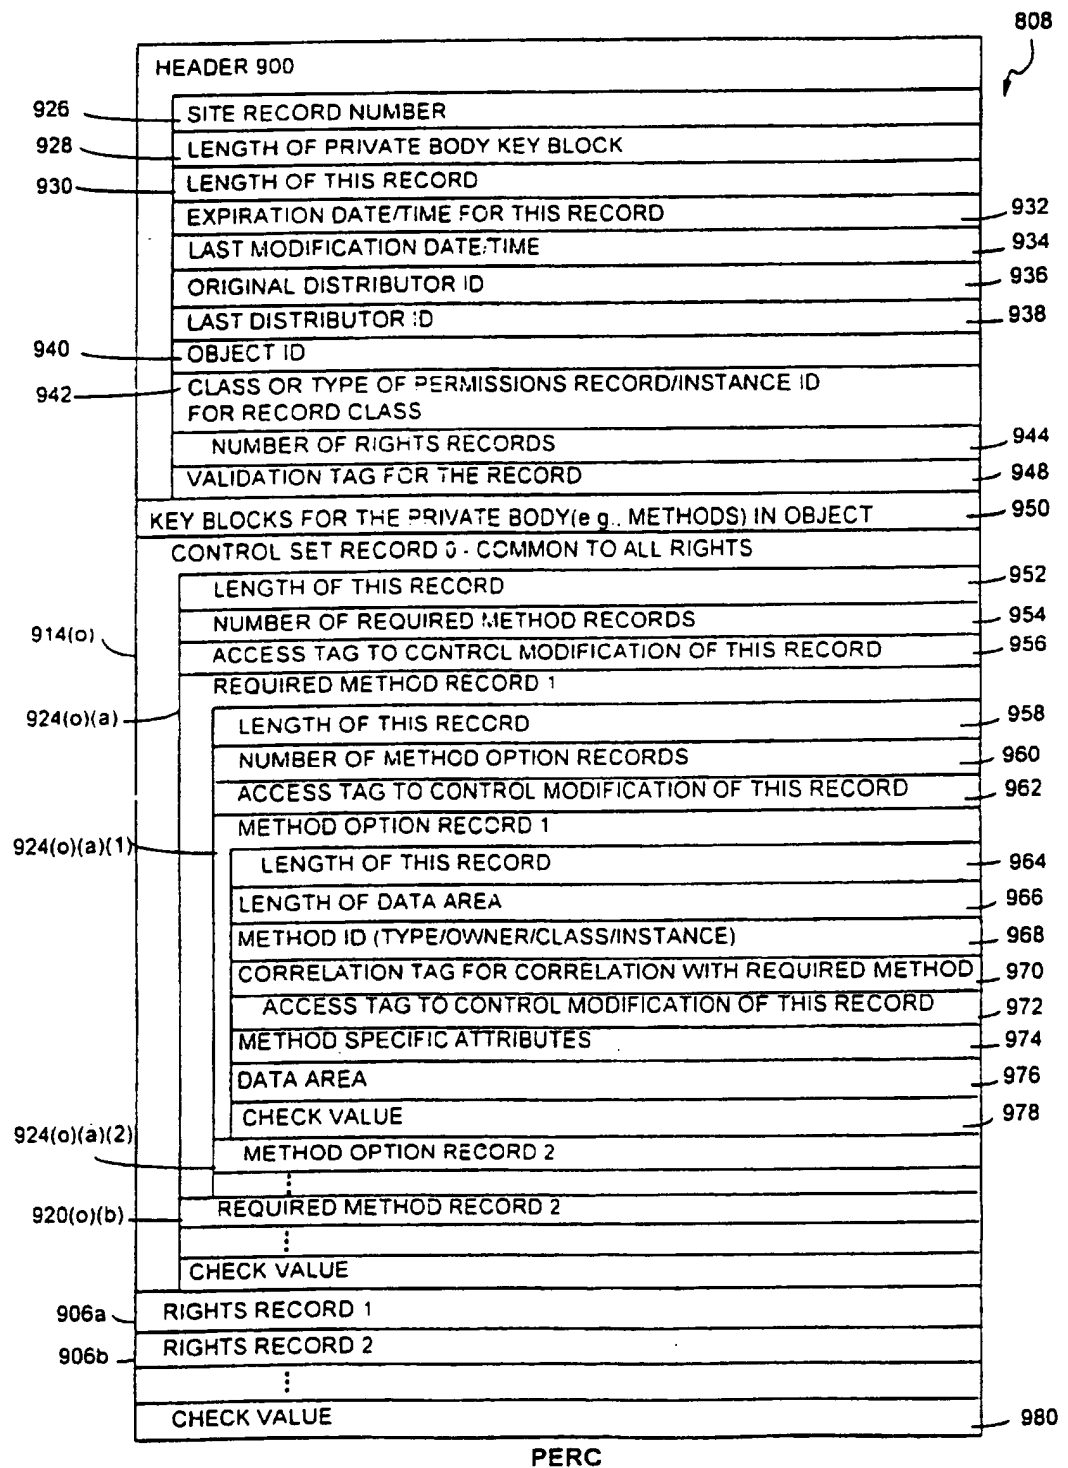 808
HEADER 900
926 SITE RECORD NUMBER
928 LENGTH OF PRIVATE BODY KEY BLOCK
930 LENGTH OF THIS RECORD
EXPIRATION DATE/TIME FOR THIS RECORD 932
LAST MODIFICATION DATE/TIME 934
ORIGINAL DISTRIBUTOR ID 936
LAST DISTRIBUTOR ID 938
940 OBJECT ID
942 CLASS OR TYPE OF PERMISSIONS RECORD/INSTANCE ID
FOR RECORD CLASS
NUMBER OF RIGHTS RECORDS 944
VALIDATION TAG FOR THE RECORD 948
KEY BLOCKS FOR THE PRIVATE BODY(e g., METHODS) IN OBJECT 950
CONTROL SET RECORD 0 - COMMON TO ALL RIGHTS
LENGTH OF THIS RECORD 952
914(o) NUMBER OF REQUIRED METHOD RECORDS 954
ACCESS TAG TO CONTROL MODIFICATION OF THIS RECORD 956
REQUIRED METHOD RECORD 1
924(o)(a) LENGTH OF THIS RECORD 958
NUMBER OF METHOD OPTION RECORDS 960
ACCESS TAG TO CONTROL MODIFICATION OF THIS RECORD 962
METHOD OPTION RECORD 1
924(o)(a)(1) LENGTH OF THIS RECORD 964
LENGTH OF DATA AREA 966
METHOD ID (TYPE/OWNER/CLASS/INSTANCE) 968
CORRELATION TAG FOR CORRELATION WITH REQUIRED METHOD 970
ACCESS TAG TO CONTROL MODIFICATION OF THIS RECORD 972
METHOD SPECIFIC ATTRIBUTES 974
DATA AREA 976
CHECK VALUE 978
924(o)(a)(2) METHOD OPTION RECORD 2
920(o)(b) REQUIRED METHOD RECORD 2
CHECK VALUE
906a RIGHTS RECORD 1
906b RIGHTS RECORD 2
CHECK VALUE 980
PERC